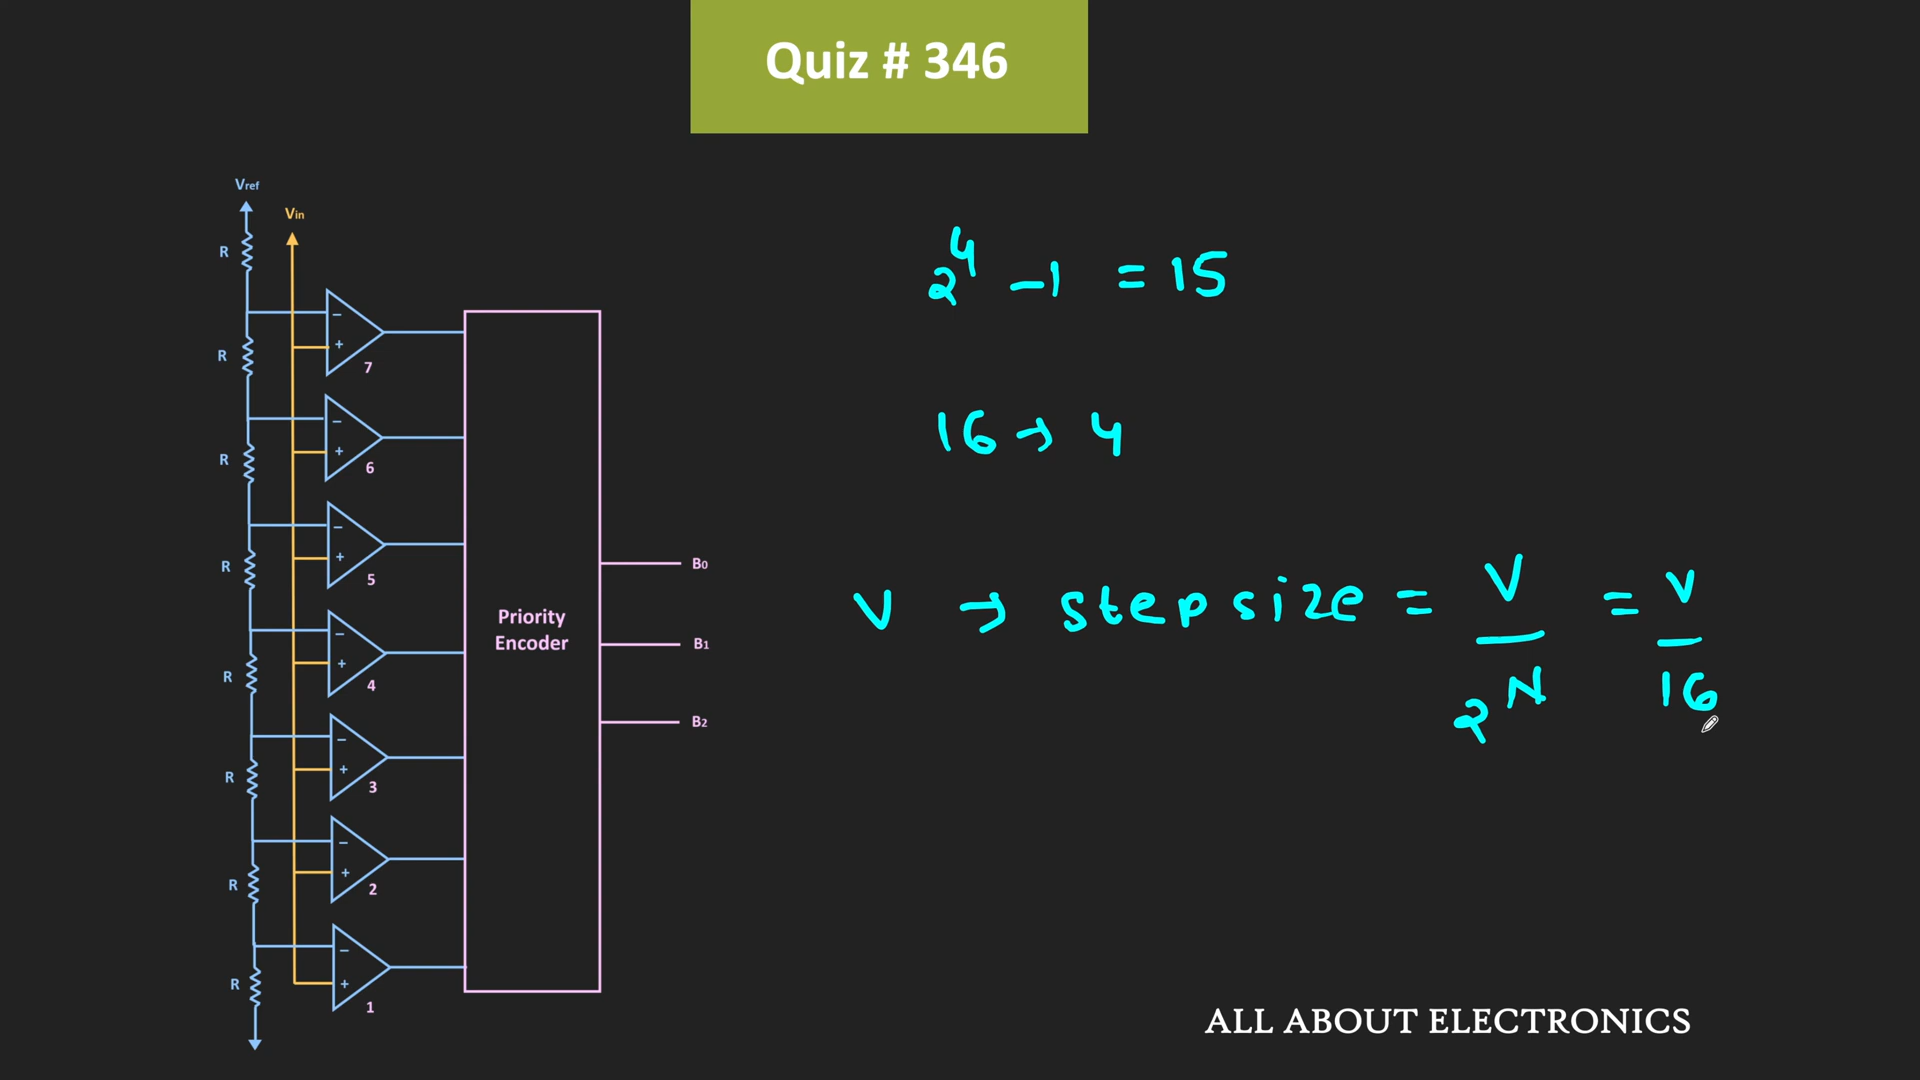 Quiz # 346
Vref
Vin
R
R
R
R
R
R
R
R
− + 7
− + 6
− + 5
− + 4
− + 3
− + 2
− + 1
Priority
Encoder
B0
B1
B2
2^4 − 1 = 15
16 → 4
V → step size = V / 2^N = V / 16
ALL ABOUT ELECTRONICS